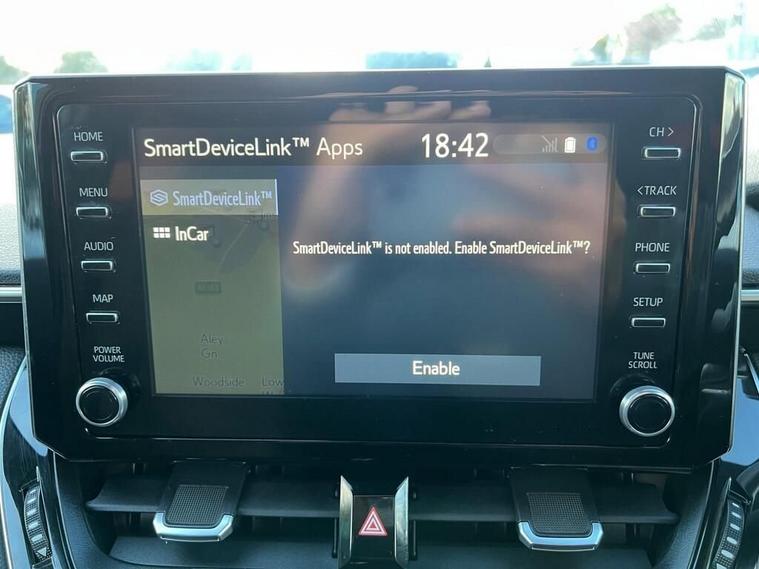 HOME
MENU
AUDIO
MAP
POWER
VOLUME
SmartDeviceLink™ Apps 18:42
SmartDeviceLink™
InCar
SmartDeviceLink™ is not enabled. Enable SmartDeviceLink™?
Aley
Gn
Woodside Low
Enable
CH >
< TRACK
PHONE
SETUP
TUNE
SCROLL